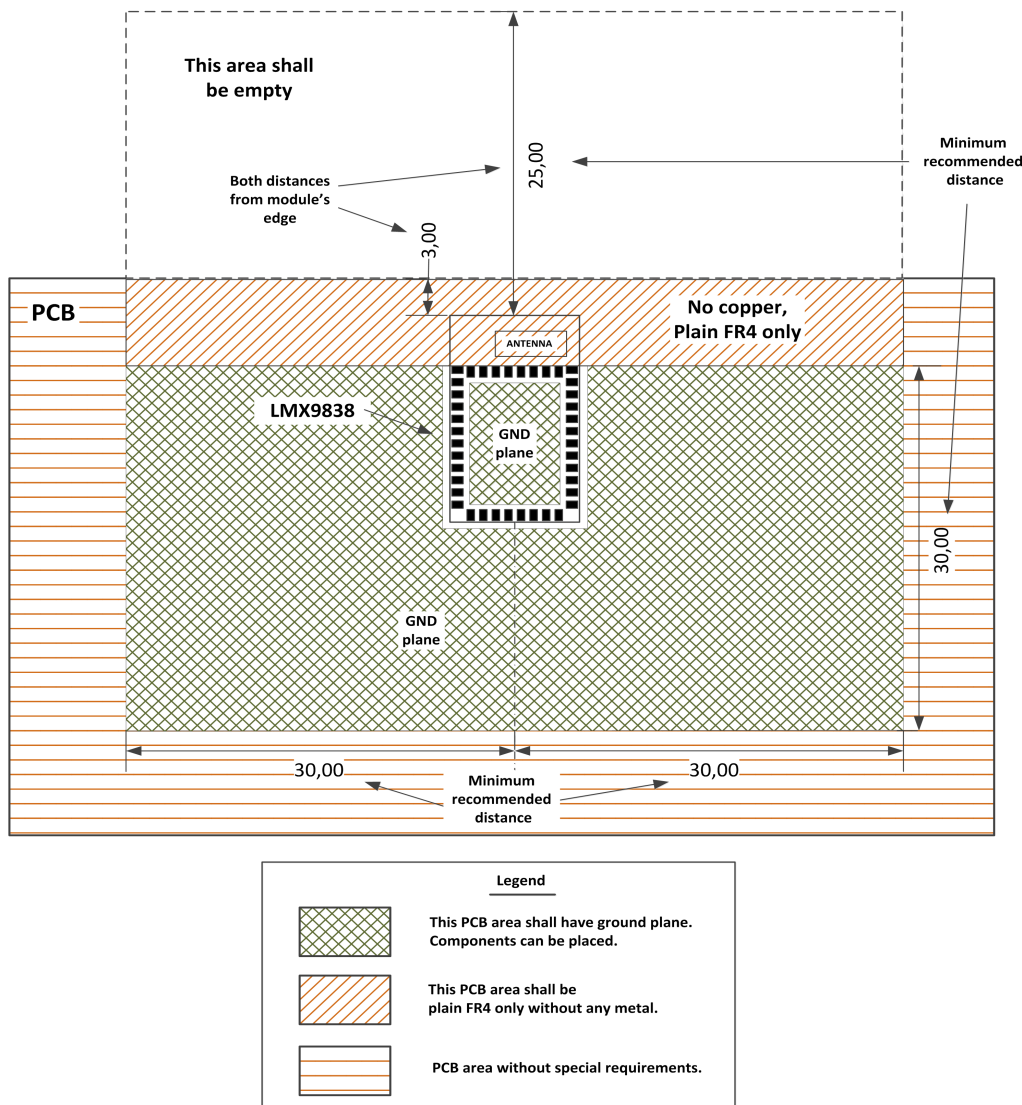 This area shall
be empty
25,00
Minimum
recommended
distance
Both distances
from module's
edge
3,00
PCB
No copper,
Plain FR4 only
ANTENNA
LMX9838
GND
plane
30,00
GND
plane
30,00
30,00
Minimum
recommended
distance
Legend
This PCB area shall have ground plane.
Components can be placed.
This PCB area shall be
plain FR4 only without any metal.
PCB area without special requirements.